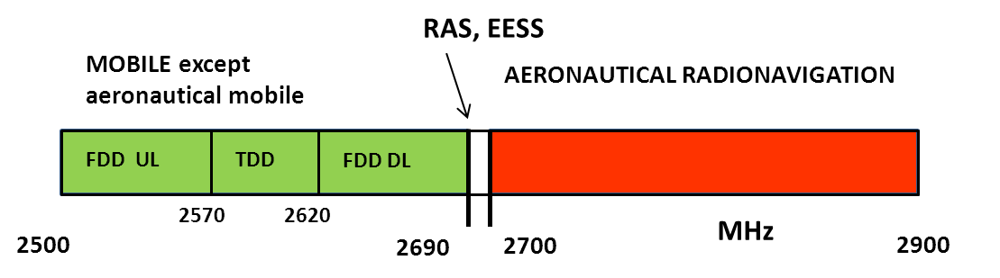 RAS, EESS
MOBILE except
aeronautical mobile
AERONAUTICAL RADIONAVIGATION
FDD UL
TDD
FDD DL
2570
2620
2500
2690
2700
MHz
2900